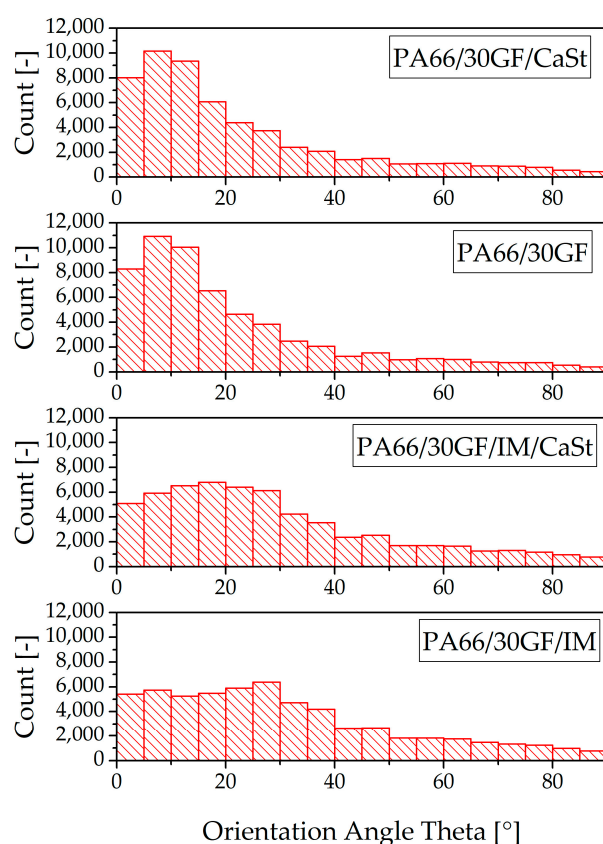 12,000
10,000
8,000
6,000
4,000
2,000
0
Count [-]
PA66/30GF/CaSt
0 20 40 60 80
12,000
10,000
8,000
6,000
4,000
2,000
0
Count [-]
PA66/30GF
0 20 40 60 80
12,000
10,000
8,000
6,000
4,000
2,000
0
Count [-]
PA66/30GF/IM/CaSt
0 20 40 60 80
12,000
10,000
8,000
6,000
4,000
2,000
0
Count [-]
PA66/30GF/IM
0 20 40 60 80
Orientation Angle Theta [°]